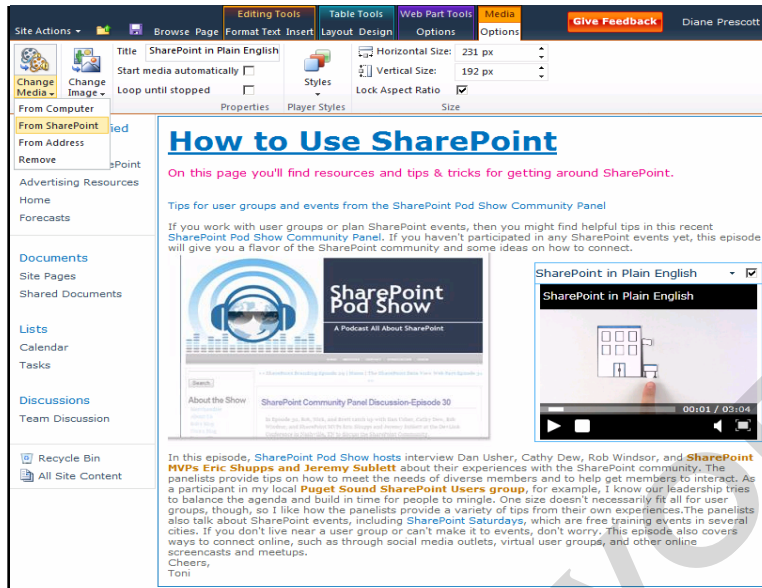 Editing Tools Table Tools Web Part Tools Media
Site Actions Browse Page Format Text Insert Layout Design Options Options Give Feedback Diane Prescott
Title SharePoint in Plain English Horizontal Size: 231 px
Start media automatically Vertical Size: 192 px
Change Media Change Image Loop until stopped Styles Lock Aspect Ratio
Properties Player Styles Size
From Computer
From SharePoint
From Address
Remove
ied
ePoint
Advertising Resources
Home
Forecasts
Documents
Site Pages
Shared Documents
Lists
Calendar
Tasks
Discussions
Team Discussion
Recycle Bin
All Site Content
How to Use SharePoint
On this page you'll find resources and tips & tricks for getting around SharePoint.
Tips for user groups and events from the SharePoint Pod Show Community Panel
If you work with user groups or plan SharePoint events, then you might find helpful tips in this recent
SharePoint Pod Show Community Panel. If you haven't participated in any SharePoint events yet, this episode
will give you a flavor of the SharePoint community and some ideas on how to connect.
SharePoint
Pod Show
A Podcast All About SharePoint
Search
About the Show
SharePoint Community Panel Discussion-Episode 30
SharePoint in Plain English
SharePoint in Plain English
00:01 / 03:04
In this episode, SharePoint Pod Show hosts interview Dan Usher, Cathy Dew, Rob Windsor, and SharePoint
MVPs Eric Shupps and Jeremy Sublett about their experiences with the SharePoint community. The
panelists provide tips on how to meet the needs of diverse members and to help get members to interact. As
a participant in my local Puget Sound SharePoint Users group, for example, I know our leadership tries
to balance the agenda and build in time for people to mingle. One size doesn't necessarily fit all for user
groups, though, so I like how the panelists provide a variety of tips from their own experiences.The panelists
also talk about SharePoint events, including SharePoint Saturdays, which are free training events in several
cities. If you don't live near a user group or can't make it to events, don't worry. This episode also covers
ways to connect online, such as through social media outlets, virtual user groups, and other online
screencasts and meetups.
Cheers,
Toni